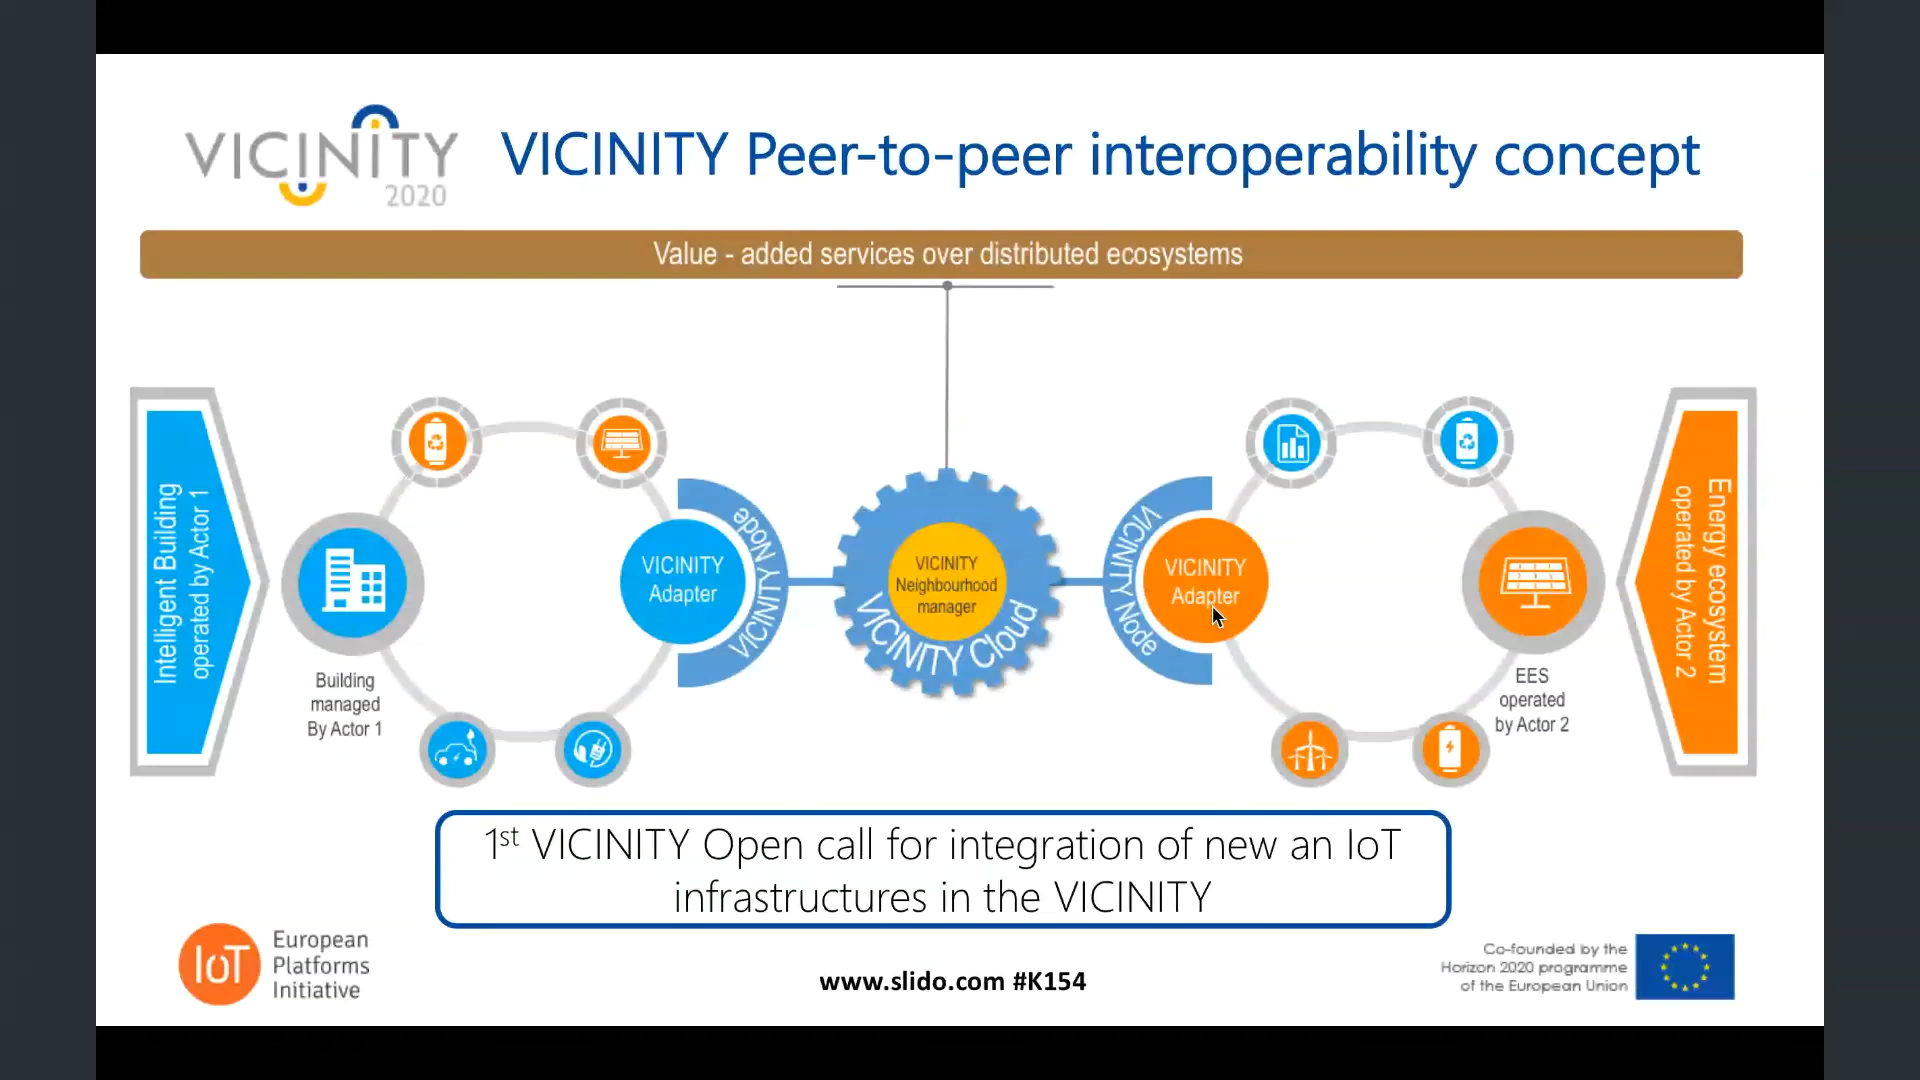 VICINITY
2020
VICINITY Peer-to-peer interoperability concept
Value - added services over distributed ecosystems
Intelligent Building
operated by Actor 1
Building
managed
By Actor 1
VICINITY
Adapter
VICINITY Node
VICINITY
Neighbourhood
manager
VICINITY Cloud
VICINITY Node
VICINITY
Adapter
EES
operated
by Actor 2
Energy ecosystem
operated by Actor 2
1st VICINITY Open call for integration of new an IoT
infrastructures in the VICINITY
IoT
European
Platforms
Initiative
www.slido.com #K154
Co-founded by the
Horizon 2020 programme
of the European Union